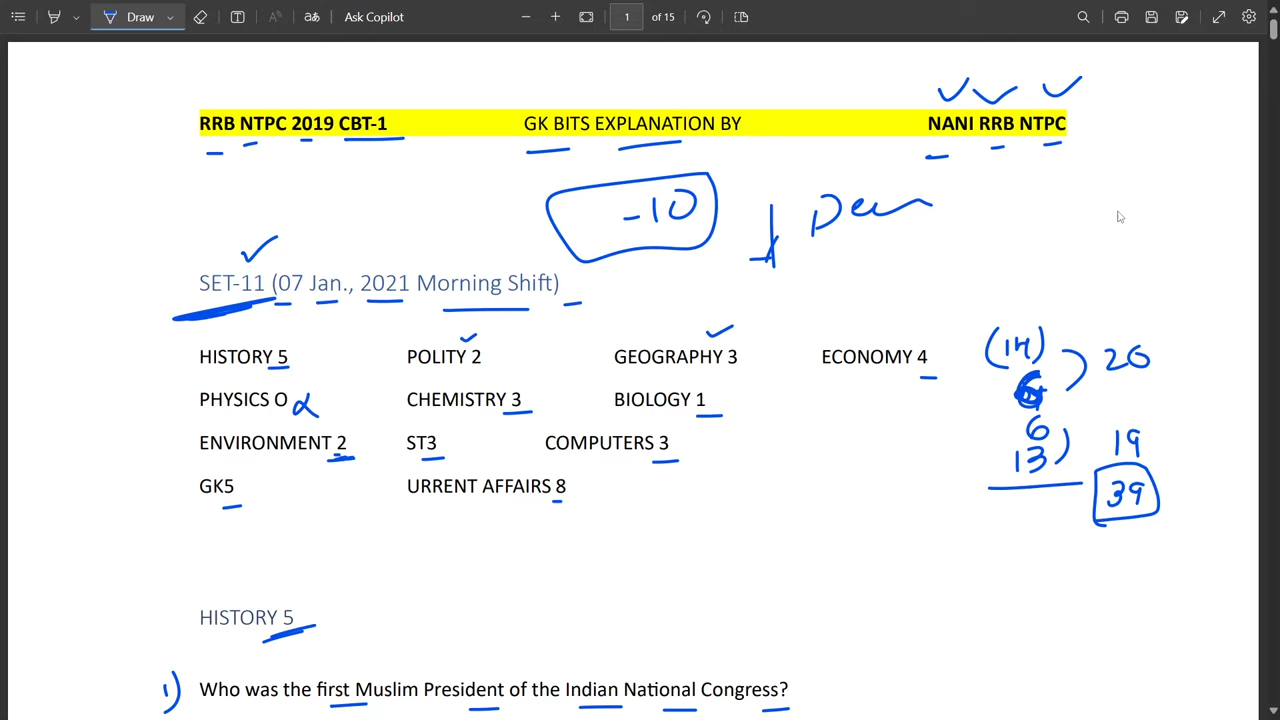 Draw
Ask Copilot
1 of 15
RRB NTPC 2019 CBT-1 GK BITS EXPLANATION BY NANI RRB NTPC
-10
SET-11 (07 Jan., 2021 Morning Shift)
HISTORY 5 POLITY 2 GEOGRAPHY 3 ECONOMY 4 (14) 20
PHYSICS O CHEMISTRY 3 BIOLOGY 1
6
ENVIRONMENT 2 ST3 COMPUTERS 3 13) 19
GK5 URRENT AFFAIRS 8 39
HISTORY 5
1) Who was the first Muslim President of the Indian National Congress?